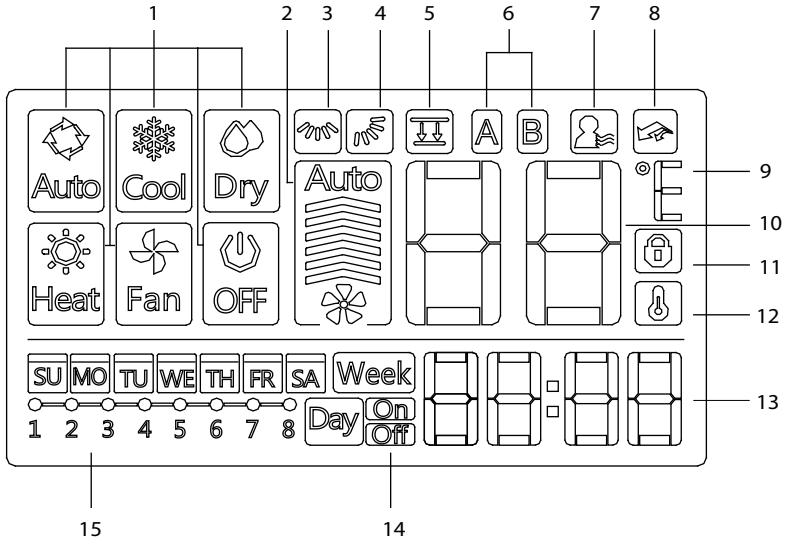 1 2 3 4 5 6 7 8
A B
Auto Cool Dry Auto
9
10
Heat Fan OFF
11
12
SU MO TU WE TH FR SA Week
88:88
13
1 2 3 4 5 6 7 8 Day On
Off
15 14